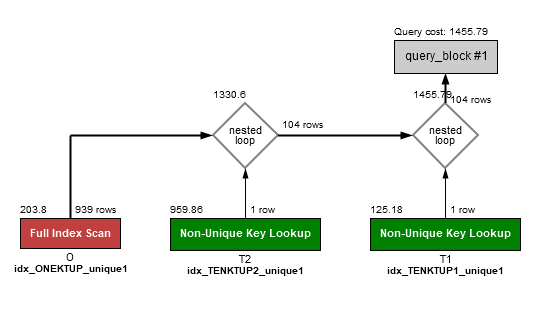 Query cost: 1455.79
query_block #1
1330.6
1455.79
104 rows
nested
loop
104 rows
nested
loop
203.8
939 rows
959.86
1 row
125.18
1 row
Full Index Scan
Non-Unique Key Lookup
Non-Unique Key Lookup
O
T2
T1
idx_ONEKTUP_unique1
idx_TENKTUP2_unique1
idx_TENKTUP1_unique1